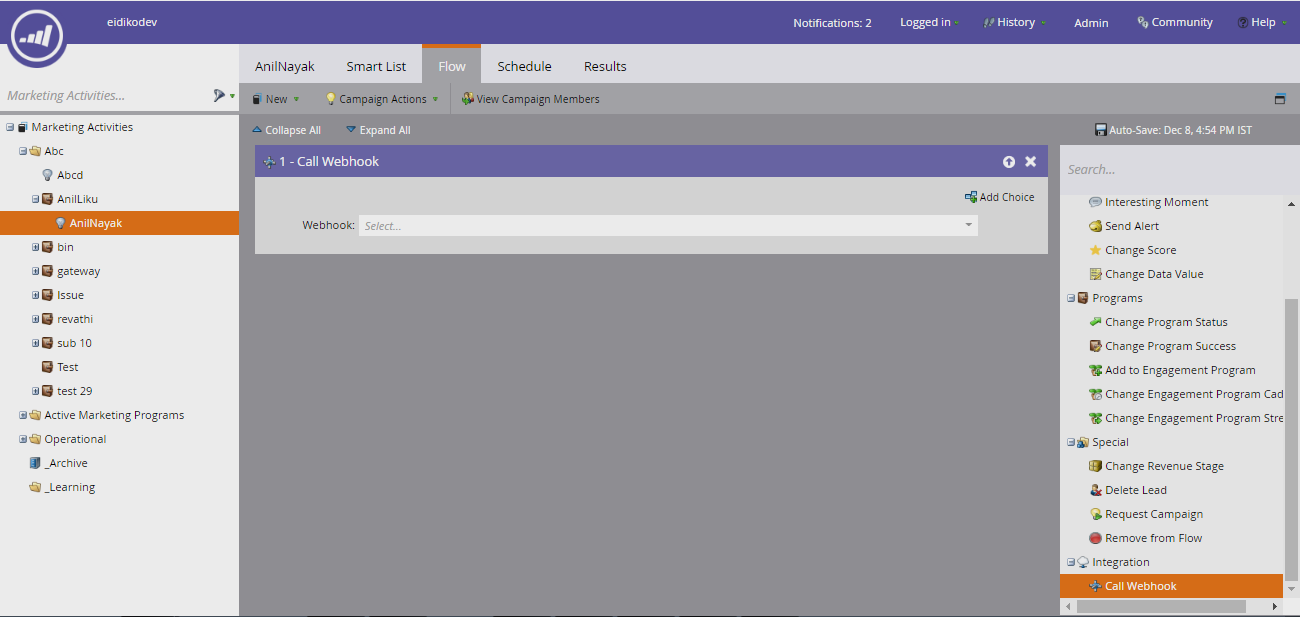 eidikodev
Notifications: 2
Logged in
History
Admin
Community
Help
Marketing Activities...
AnilNayak
Smart List
Flow
Schedule
Results
New
Campaign Actions
View Campaign Members
Collapse All
Expand All
Auto-Save: Dec 8, 4:54 PM IST
Marketing Activities
Abc
Abcd
AnilLiku
AnilNayak
bin
gateway
Issue
revathi
sub 10
Test
test 29
Active Marketing Programs
Operational
_Archive
_Learning
1 - Call Webhook
Add Choice
Webhook: Select...
Search...
Interesting Moment
Send Alert
Change Score
Change Data Value
Programs
Change Program Status
Change Program Success
Add to Engagement Program
Change Engagement Program Cad
Change Engagement Program Stre
Special
Change Revenue Stage
Delete Lead
Request Campaign
Remove from Flow
Integration
Call Webhook